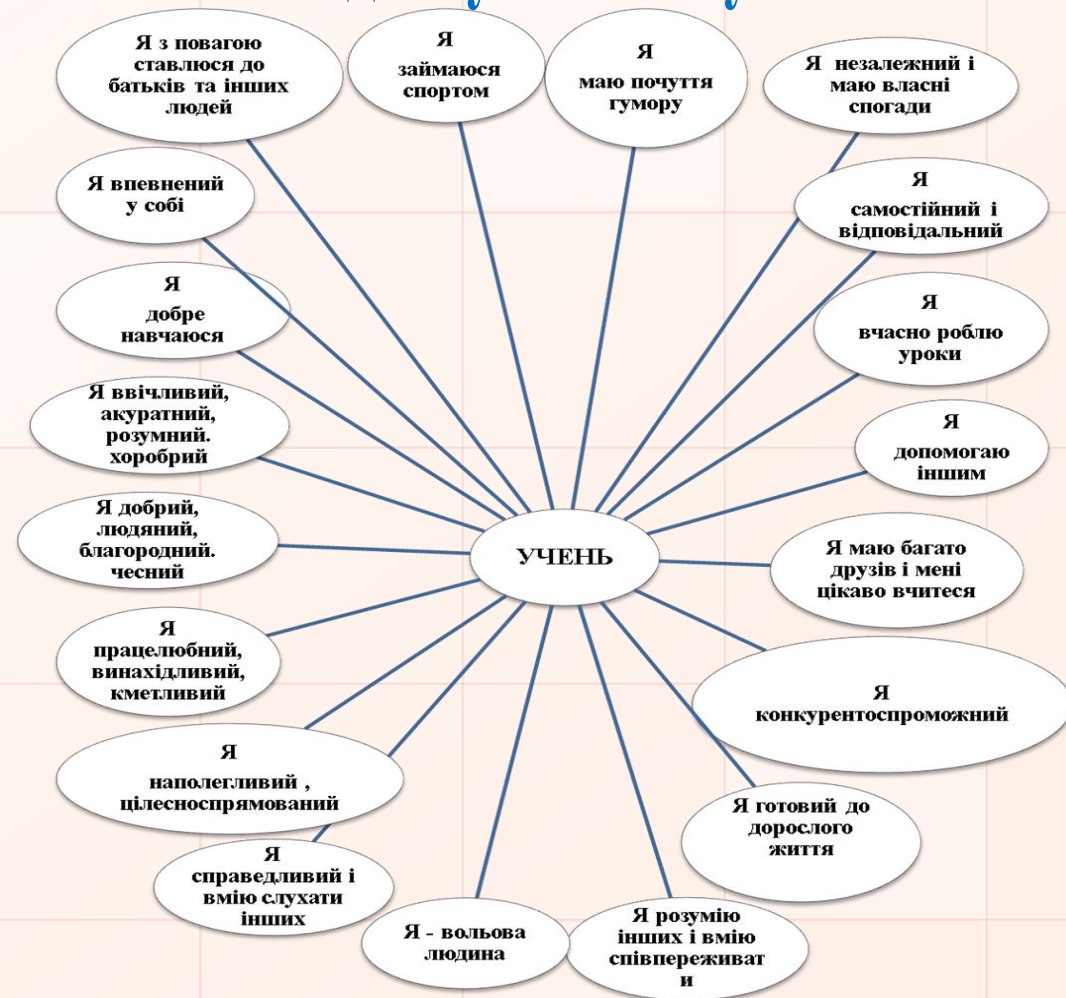 Я з повагою
ставлюся до
батьків та інших
людей
Я
займаюся
спортом
Я
маю почуття
гумору
Я незалежний і
маю власні
спогади
Я впевнений
у собі
Я
самостійний і
відповідальний
Я
добре
навчаюся
Я
вчасно роблю
уроки
Я ввічливий,
акуратний,
розумний.
хоробрий
Я
допомогаю
іншим
Я добрий,
людяний,
благородний.
чесний
УЧЕНЬ
Я маю багато
друзів і мені
цікаво вчитеся
Я
працелюбний,
винахідливий,
кметливий
Я
конкурентоспроможний
Я
наполегливий ,
цілесноспрямований
Я готовий до
дорослого
життя
Я
справедливий і
вмію слухати
інших
Я - вольова
людина
Я розумію
інших і вмію
співпереживат
и